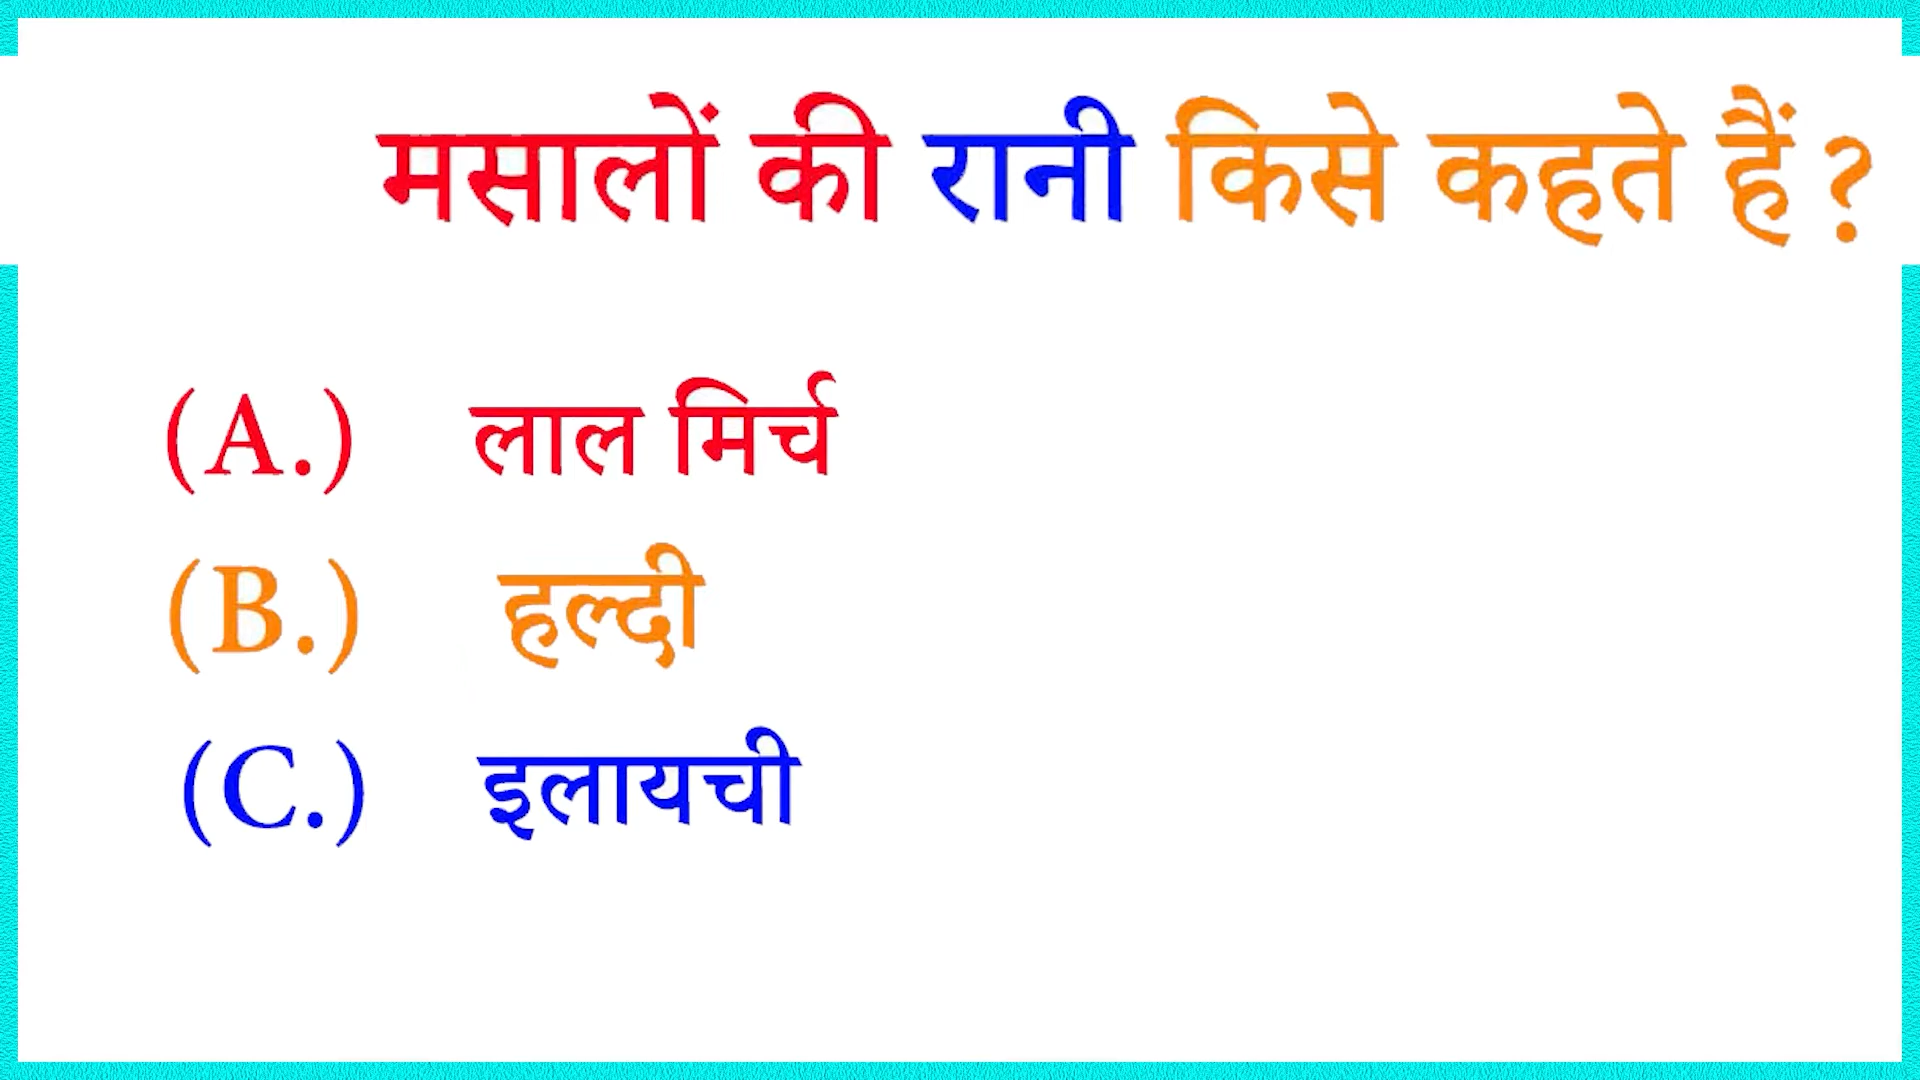 मसालों की रानी किसे कहते हैं?
(A.) लाल मिर्च
(B.) हल्दी
(C.) इलायची